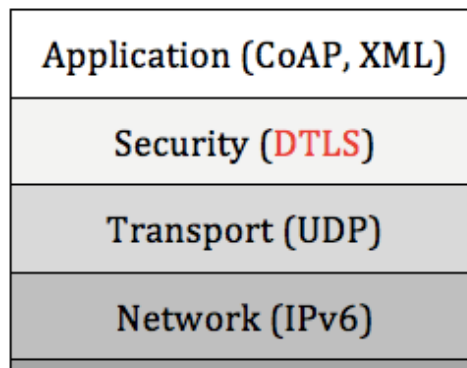 Application (CoAP, XML)
Security (DTLS)
Transport (UDP)
Network (IPv6)